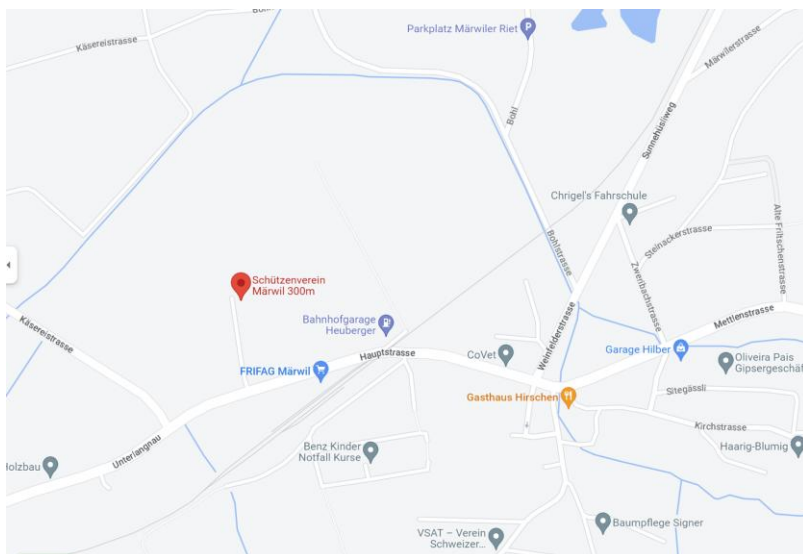 Parkplatz Märwiler Riet
Käsereistrasse
Märwilerstrasse
Bohl
Sunnehüsliweg
Chrigel's Fahrschule
Alte Fritschenstrasse
Steinackerstrasse
Bohlstrasse
Zwerlbachstrasse
Schützenverein
Märwil 300m
Käsereistrasse
Bahnhofgarage
Heuberger
Mettlenstrasse
Weinfelderstrasse
Hauptstrasse
CoVet
Garage Hilber
Oliveira Pais
Gipsergeschäf
FRIFAG Märwil
Gasthaus Hirschen
Sitegässli
Kirchstrasse
Unterlangnau
Benz Kinder
Notfall Kurse
Haarig-Blumig
Holzbau
Baumpflege Signer
VSAT – Verein
Schweizer...